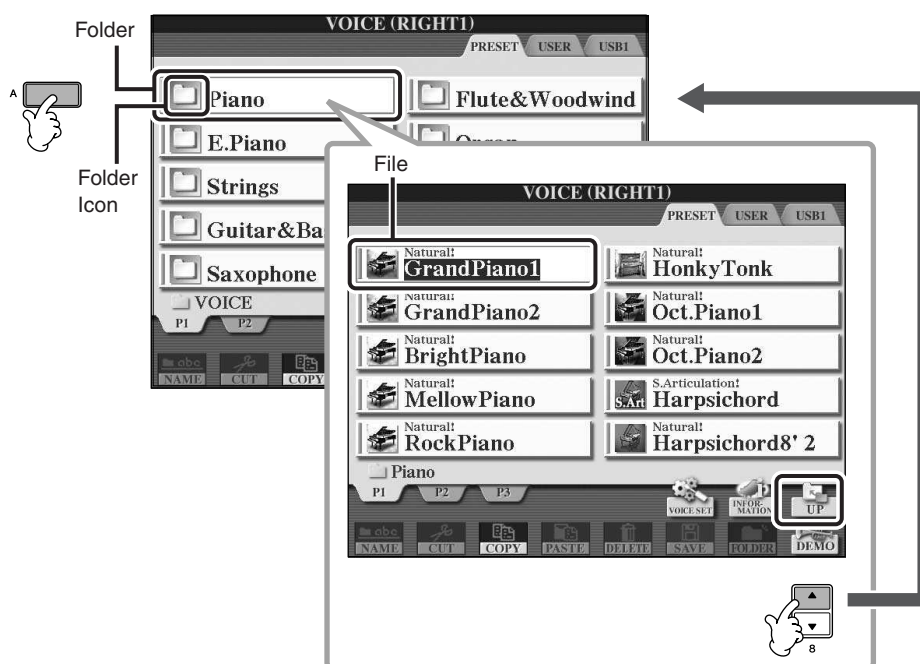 Folder
A
Folder
Icon
VOICE (RIGHT1)
PRESET USER USB1
Piano
Flute&Woodwind
E.Piano
Organ
Strings
Guitar&Ba
Saxophone
VOICE
P1 P2
abc
NAME CUT COPY
File
VOICE (RIGHT1)
PRESET USER USB1
Natural!
GrandPiano1
Natural!
HonkyTonk
Natural!
GrandPiano2
Natural!
Oct.Piano1
Natural!
BrightPiano
Natural!
Oct.Piano2
Natural!
MellowPiano
S.Articulation!
S.Art!
Harpsichord
Natural!
RockPiano
Natural!
Harpsichord8' 2
Piano
P1 P2 P3
VOICE SET
INFOR-
MATION
UP
abc
NAME CUT COPY PASTE DELETE SAVE FOLDER DEMO
8